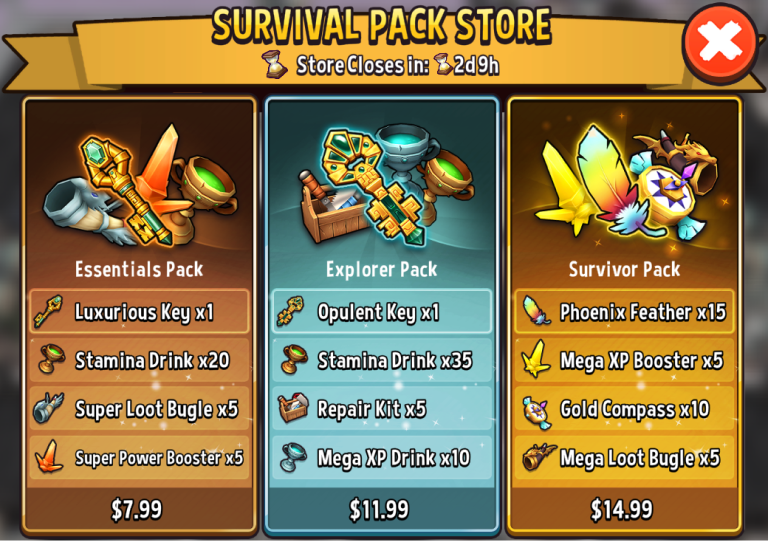 SURVIVAL PACK STORE
Store Closes in: 2d 9h
Essentials Pack
Luxurious Key x1
Stamina Drink x20
Super Loot Bugle x5
Super Power Booster x5
$7.99
Explorer Pack
Opulent Key x1
Stamina Drink x35
Repair Kit x5
Mega XP Drink x10
$11.99
Survivor Pack
Phoenix Feather x15
Mega XP Booster x5
Gold Compass x10
Mega Loot Bugle x5
$14.99